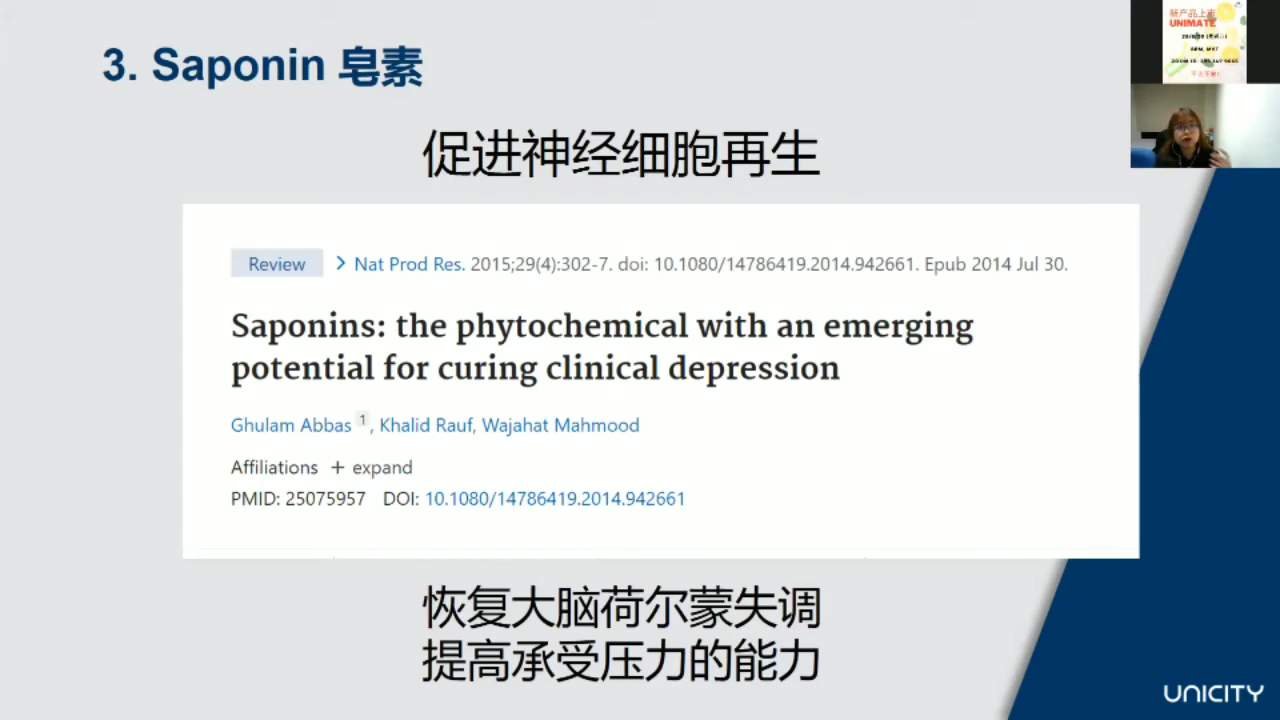 3. Saponin 皂素
促进神经细胞再生
Review > Nat Prod Res. 2015;29(4):302-7. doi: 10.1080/14786419.2014.942661. Epub 2014 Jul 30.
Saponins: the phytochemical with an emerging
potential for curing clinical depression
Ghulam Abbas 1, Khalid Rauf, Wajahat Mahmood
Affiliations + expand
PMID: 25075957 DOI: 10.1080/14786419.2014.942661
恢复大脑荷尔蒙失调
提高承受压力的能力
UNICITY
新产品上市
UNIMATE